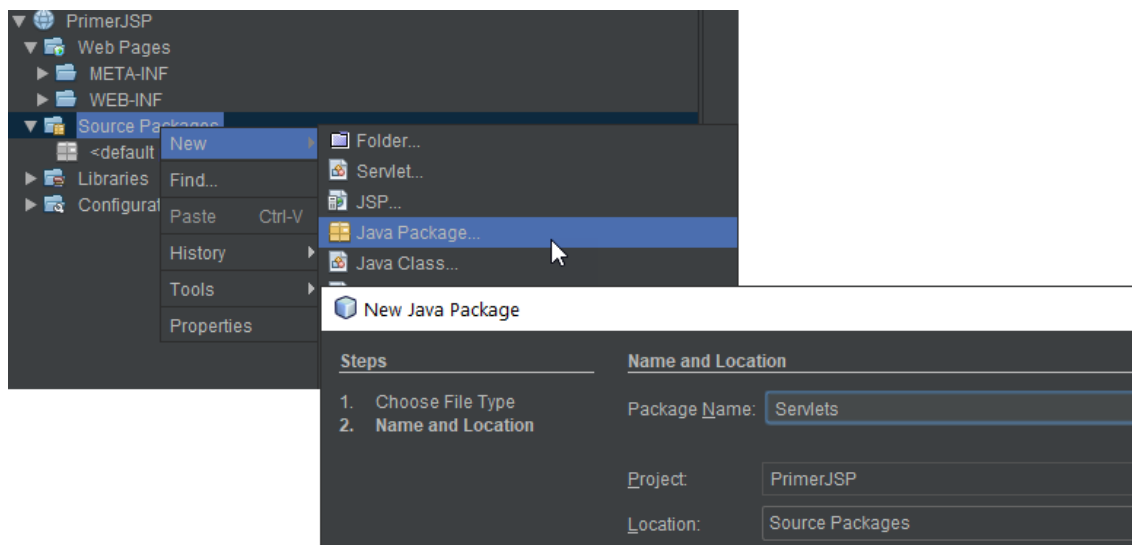 PrimerJSP
Web Pages
META-INF
WEB-INF
Source Packages
<default
Libraries
Configurat
New
Find...
Paste Ctrl-V
History
Tools
Properties
Folder...
Servlet...
JSP...
Java Package...
Java Class...
New Java Package
Steps
1. Choose File Type
2. Name and Location
Name and Location
Package Name: Servlets
Project: PrimerJSP
Location: Source Packages